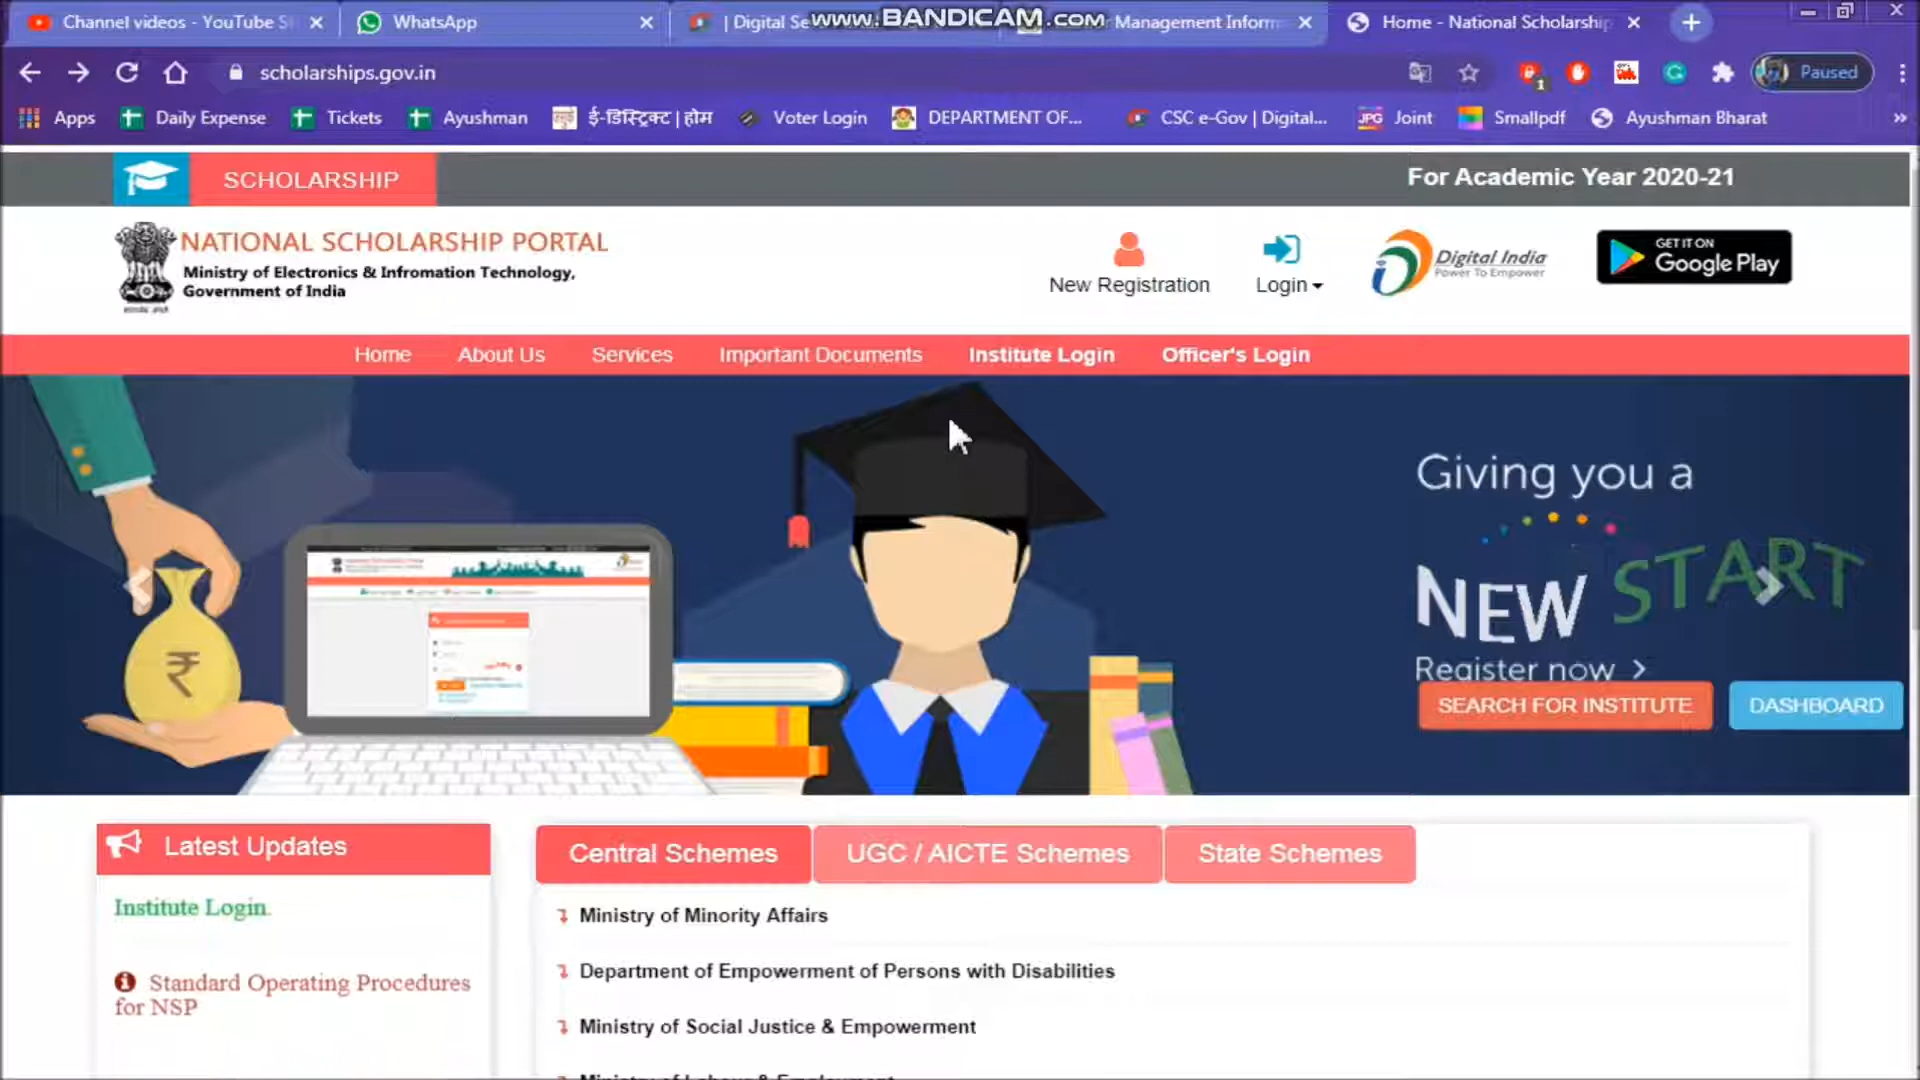 Channel videos - YouTube S
WhatsApp
| Digital Se
www.BANDICAM.com
Management Inform
Home - National Scholarship
scholarships.gov.in
1
Paused
Apps
Daily Expense
Tickets
Ayushman
ई-डिस्ट्रिक्ट | होम
Voter Login
DEPARTMENT OF...
CSC e-Gov | Digital...
JPG
Joint
Smallpdf
Ayushman Bharat
»
SCHOLARSHIP
For Academic Year 2020-21
NATIONAL SCHOLARSHIP PORTAL
Ministry of Electronics & Infromation Technology,
Government of India
New Registration
Login
Digital India
Power To Empower
GET IT ON
Google Play
Home
About Us
Services
Important Documents
Institute Login
Officer's Login
Giving you a
NEW START
Register now >
SEARCH FOR INSTITUTE
DASHBOARD
₹
Latest Updates
Institute Login.
Standard Operating Procedures
for NSP
Central Schemes
UGC / AICTE Schemes
State Schemes
Ministry of Minority Affairs
Department of Empowerment of Persons with Disabilities
Ministry of Social Justice & Empowerment
Ministry of Labour & Employment